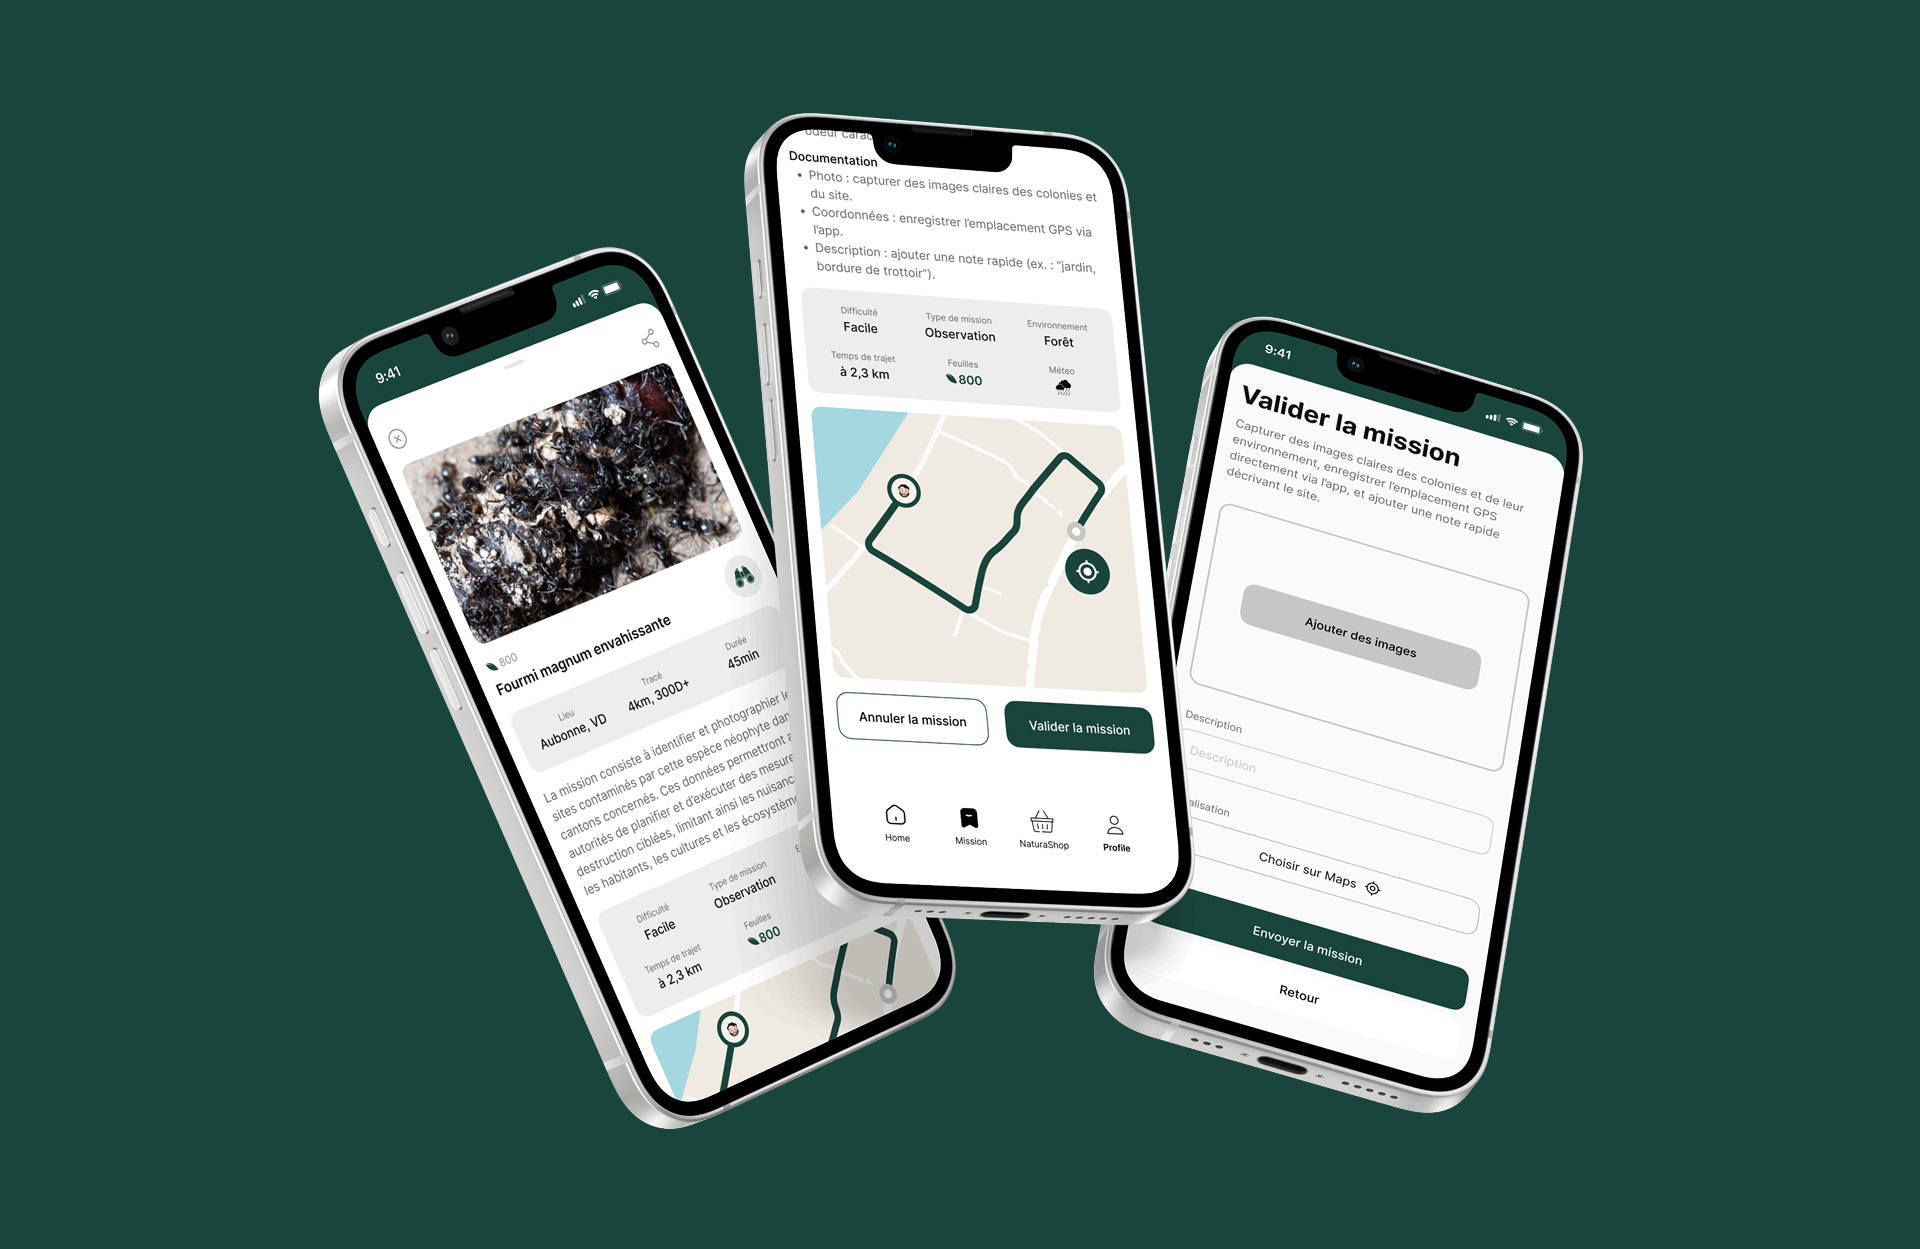 9:41
800
Fourmi magnum envahissante
Lieu
Aubonne, VD
Tracé
4km, 300D+
Durée
45min
La mission consiste à identifier et photographier
sites contaminés par cette espèce néophyte
cantons concernés. Ces données permettront
autorités de planifier et d'exécuter des
destruction ciblées, limitant ainsi les
les habitants, les cultures et les
Difficulté
Facile
Type de mission
Observation
Temps de trajet
à 2,3 km
Feuilles
800
odeur
Documentation
• Photo : capturer des images claires des colonies et
du site.
• Coordonnées : enregistrer l'emplacement GPS via
l'app.
• Description : ajouter une note rapide (ex. : "jardin,
bordure de trottoir").
Difficulté
Facile
Type de mission
Observation
Environnement
Forêt
Temps de trajet
à 2,3 km
Feuilles
800
Méteo
Annuler la mission
Valider la mission
Home
Mission
NaturaShop
Profile
9:41
Valider la mission
Capturer des images claires des colonies et de leur
environnement, enregistrer l'emplacement GPS
directement via l'app, et ajouter une note rapide
décrivant le site.
Ajouter des images
Description
Description
alisation
Choisir sur Maps
Envoyer la mission
Retour